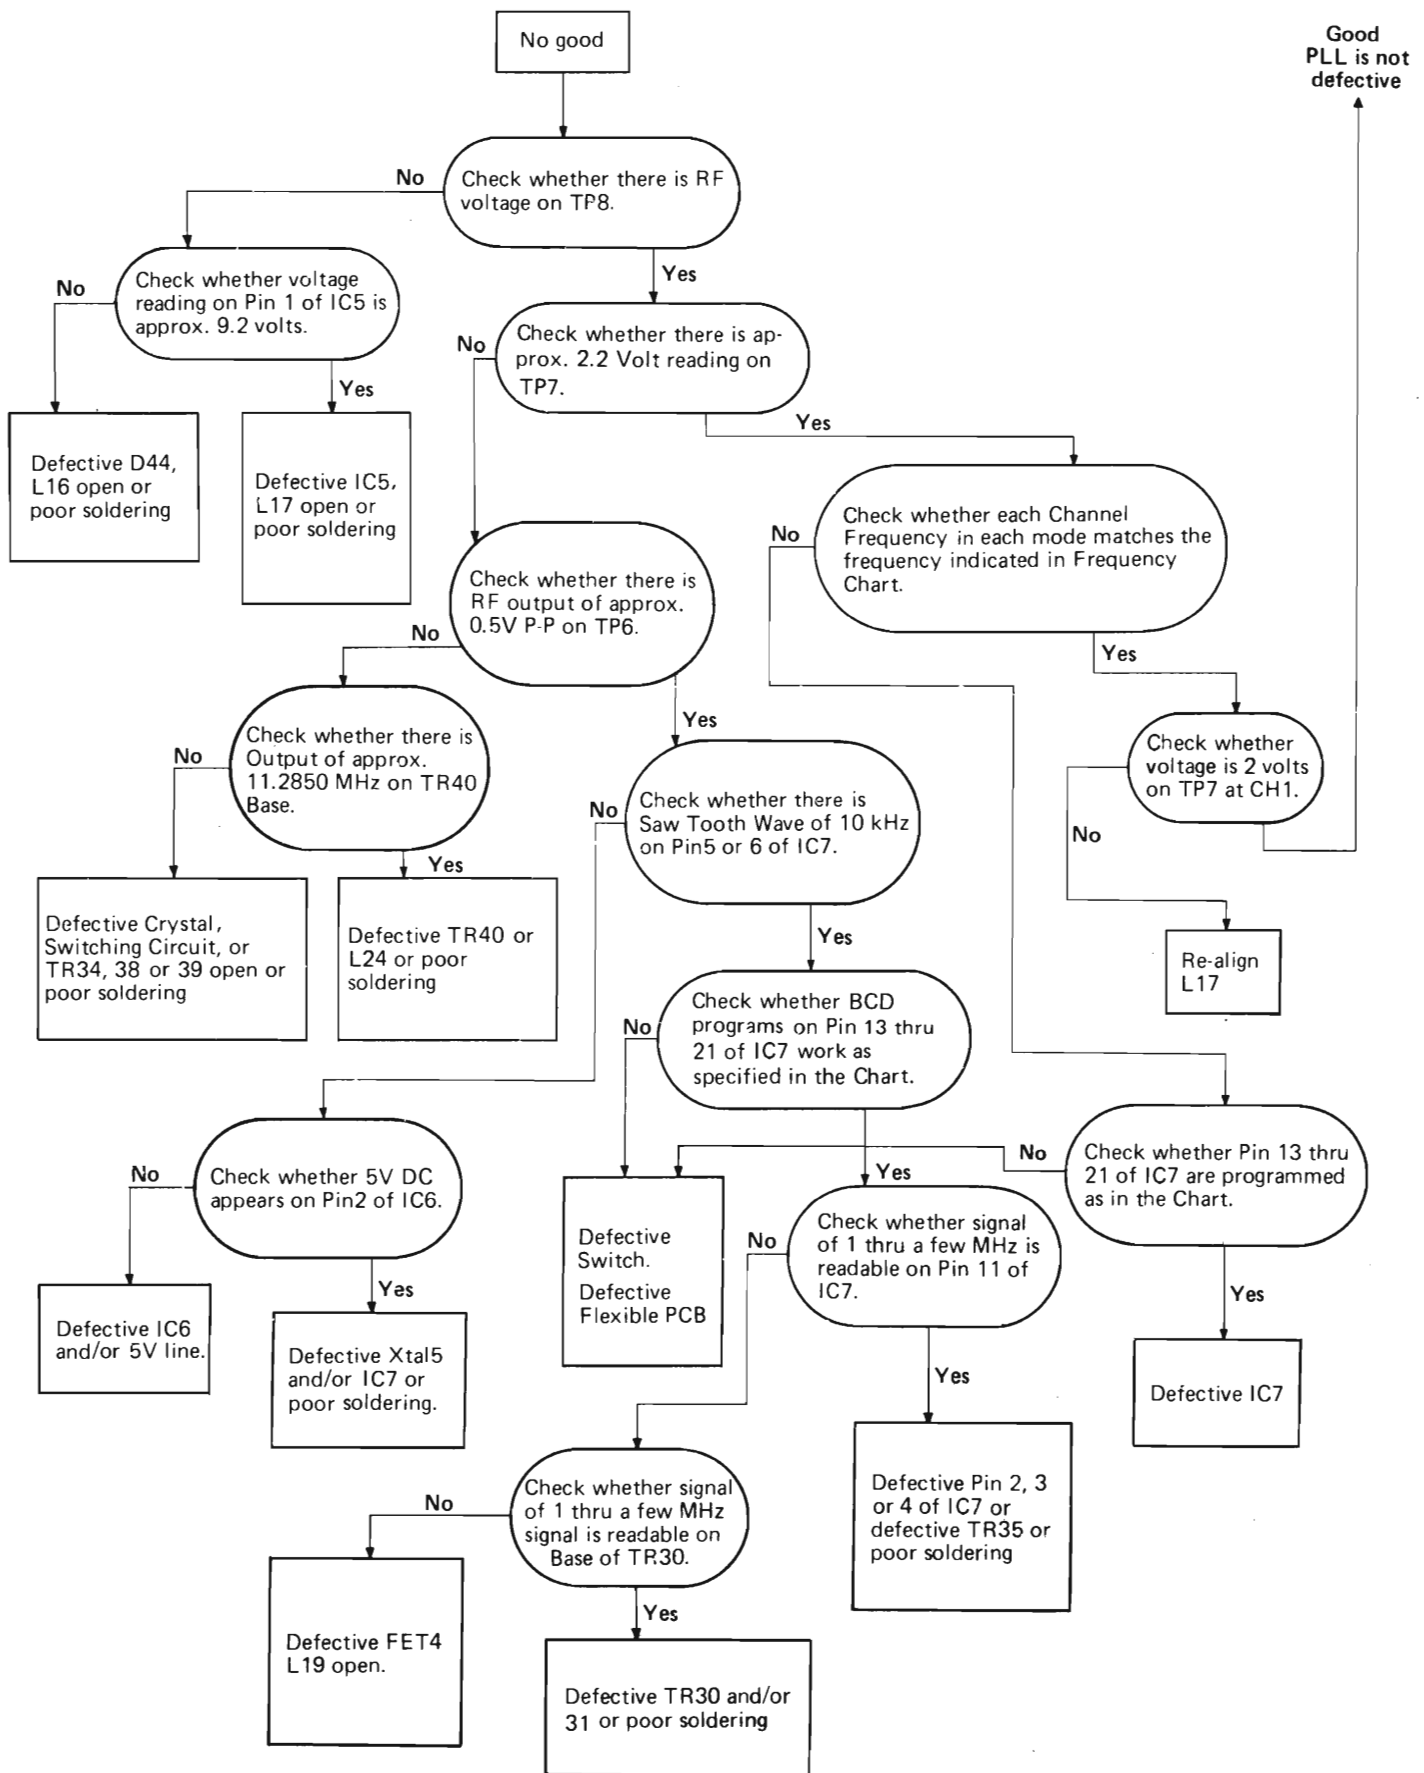 No good
Good
PLL is not
defective
No
Check whether there is RF
voltage on TP8.
Yes
No
Check whether voltage
reading on Pin 1 of IC5 is
approx. 9.2 volts.
Yes
No
Check whether there is ap-
prox. 2.2 Volt reading on
TP7.
Yes
Defective D44,
L16 open or
poor soldering
Defective IC5,
L17 open or
poor soldering
No
Check whether each Channel
Frequency in each mode matches the
frequency indicated in Frequency
Chart.
Yes
Check whether there is
RF output of approx.
0.5V P-P on TP6.
No
Yes
No
Check whether there is
Output of approx.
11.2850 MHz on TR40
Base.
Yes
Check whether
voltage is 2 volts
on TP7 at CH1.
No
No
Check whether there is
Saw Tooth Wave of 10 kHz
on Pin5 or 6 of IC7.
Yes
Defective Crystal,
Switching Circuit, or
TR34, 38 or 39 open or
poor soldering
Defective TR40 or
L24 or poor
soldering
Re-align
L17
No
Check whether BCD
programs on Pin 13 thru
21 of IC7 work as
specified in the Chart.
Yes
No
Check whether Pin 13 thru
21 of IC7 are programmed
as in the Chart.
Yes
No
Check whether 5V DC
appears on Pin2 of IC6.
Yes
Defective
Switch.
Defective
Flexible PCB
No
Check whether signal
of 1 thru a few MHz is
readable on Pin 11 of
IC7.
Yes
Defective IC6
and/or 5V line.
Defective Xtal5
and/or IC7 or
poor soldering.
Defective IC7
No
Check whether signal
of 1 thru a few MHz
signal is readable on
Base of TR30.
Yes
Defective Pin 2, 3
or 4 of IC7 or
defective TR35 or
poor soldering
Defective FET4
L19 open.
Defective TR30 and/or
31 or poor soldering